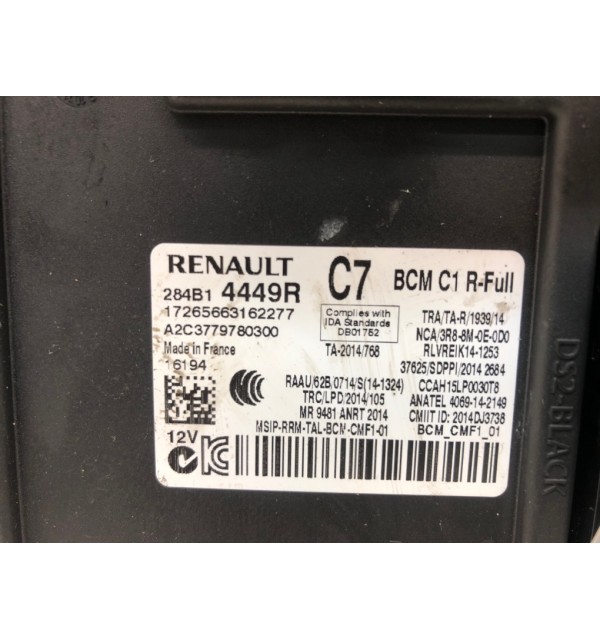 RENAULT C7 BCM C1 R-Full
284B1 4449R
17265663162277
A2C3779780300
Made in France
16194
Complies with
IDA Standards
DB01752
TA-2014/768
TRA/TA-R/1939/14
NCA/3R8-8M-0E-0D0
RLVREIK14-1253
37625/SDPPI/2014 2684
RAAU/62B,0714/S(14-1324) CCAH15LP0030T8
TRC/LPD/2014/105 ANATEL 4069-14-2149
MR 9481 ANRT 2014 CMIIT ID: 2014DJ3738
MSIP-RRM-TAL-BCM-CMF1-01 BCM_CMF1_01
12V
DS2-BLACK